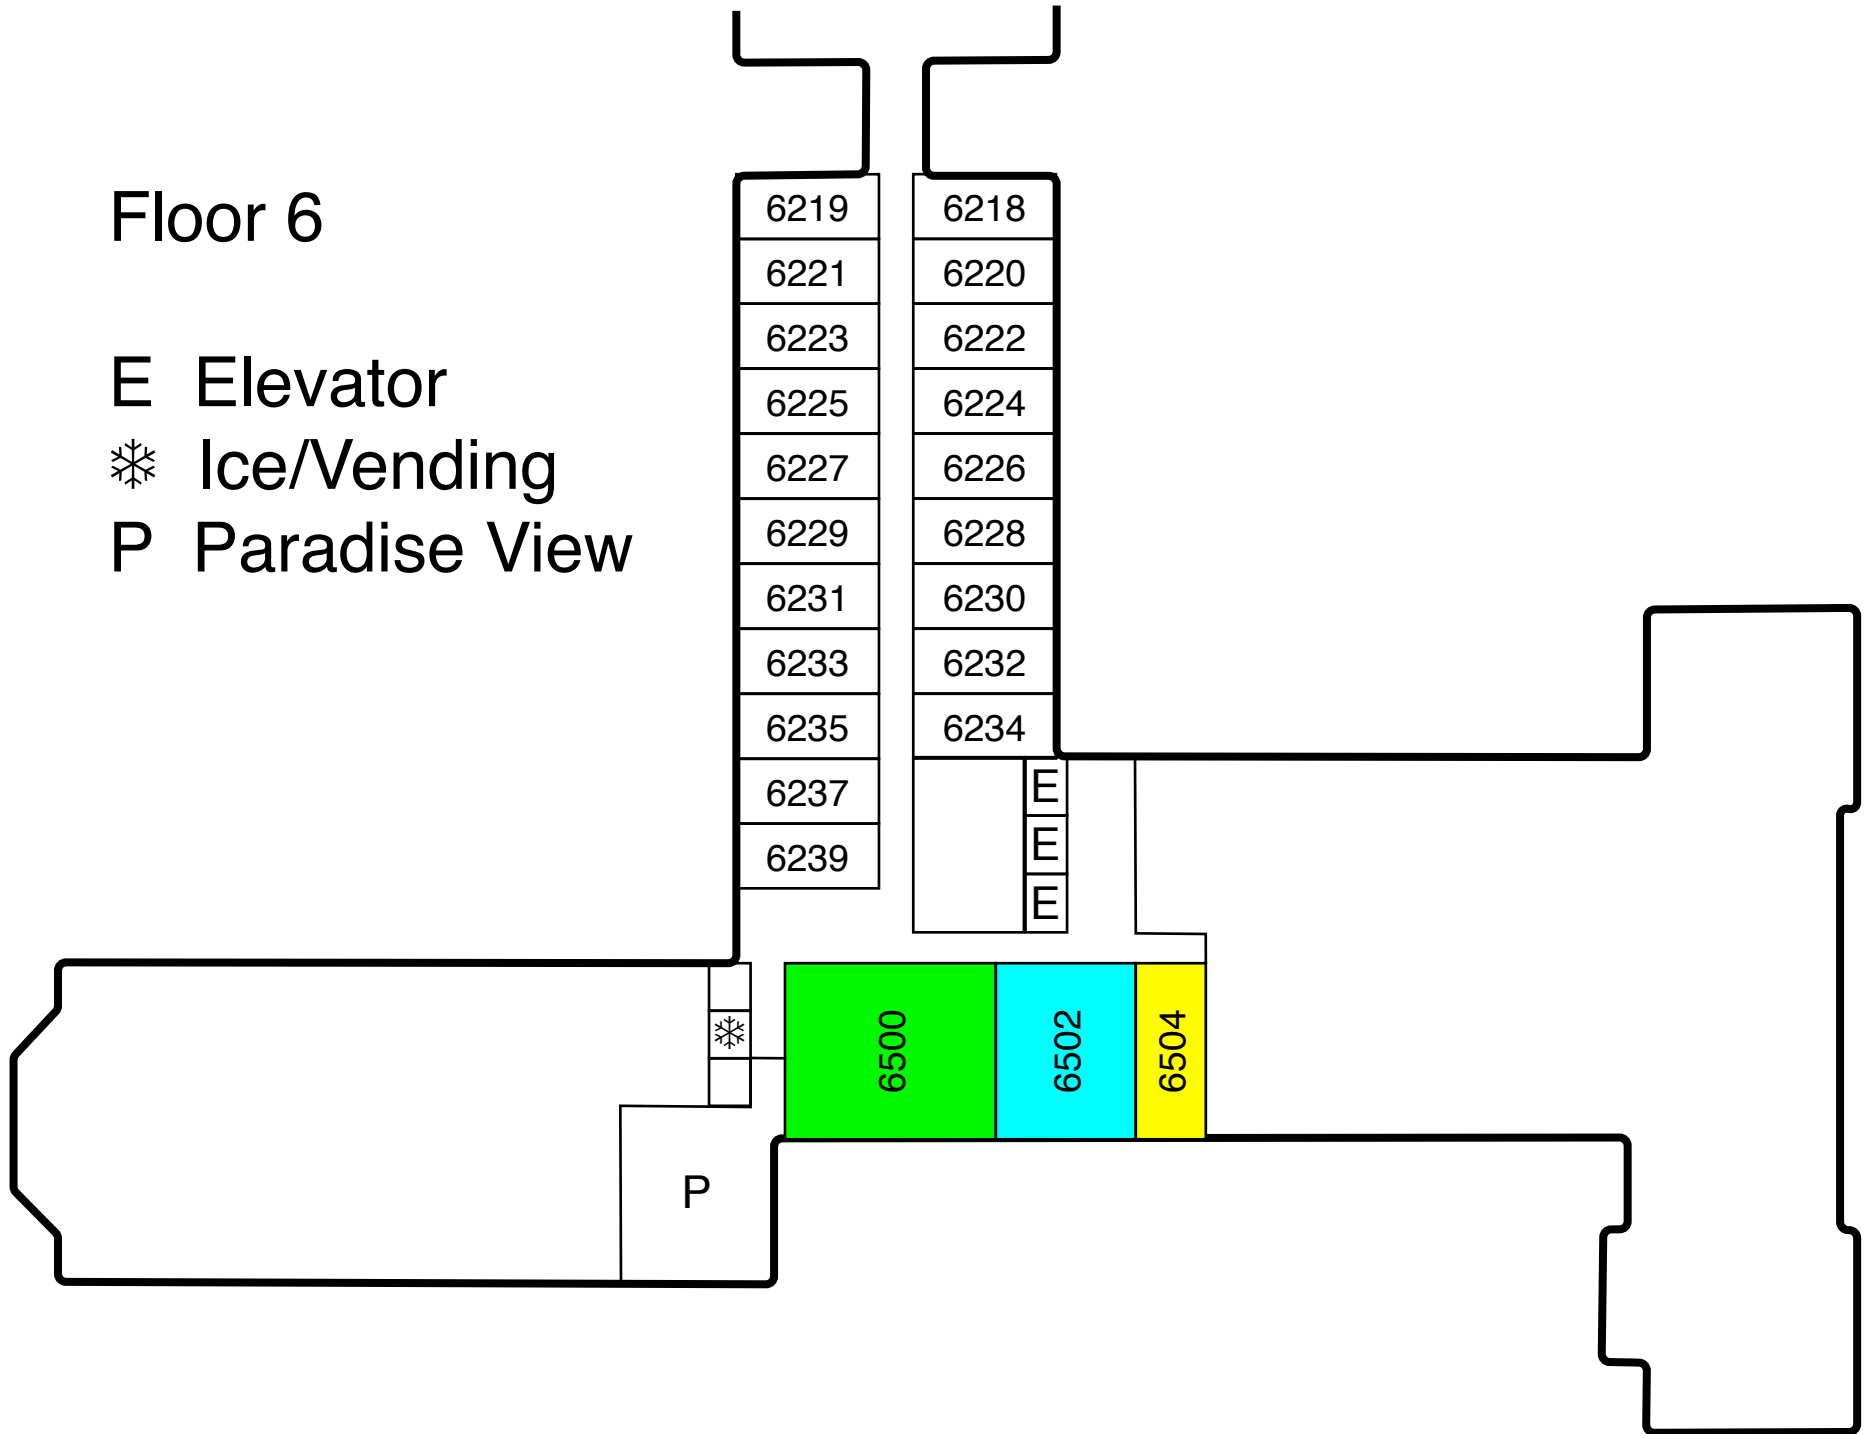 Floor 6
E Elevator
❄ Ice/Vending
P Paradise View
6219 6218
6221 6220
6223 6222
6225 6224
6227 6226
6229 6228
6231 6230
6233 6232
6235 6234
6237 E
E
6239
E
❄
6500 6502 6504
P